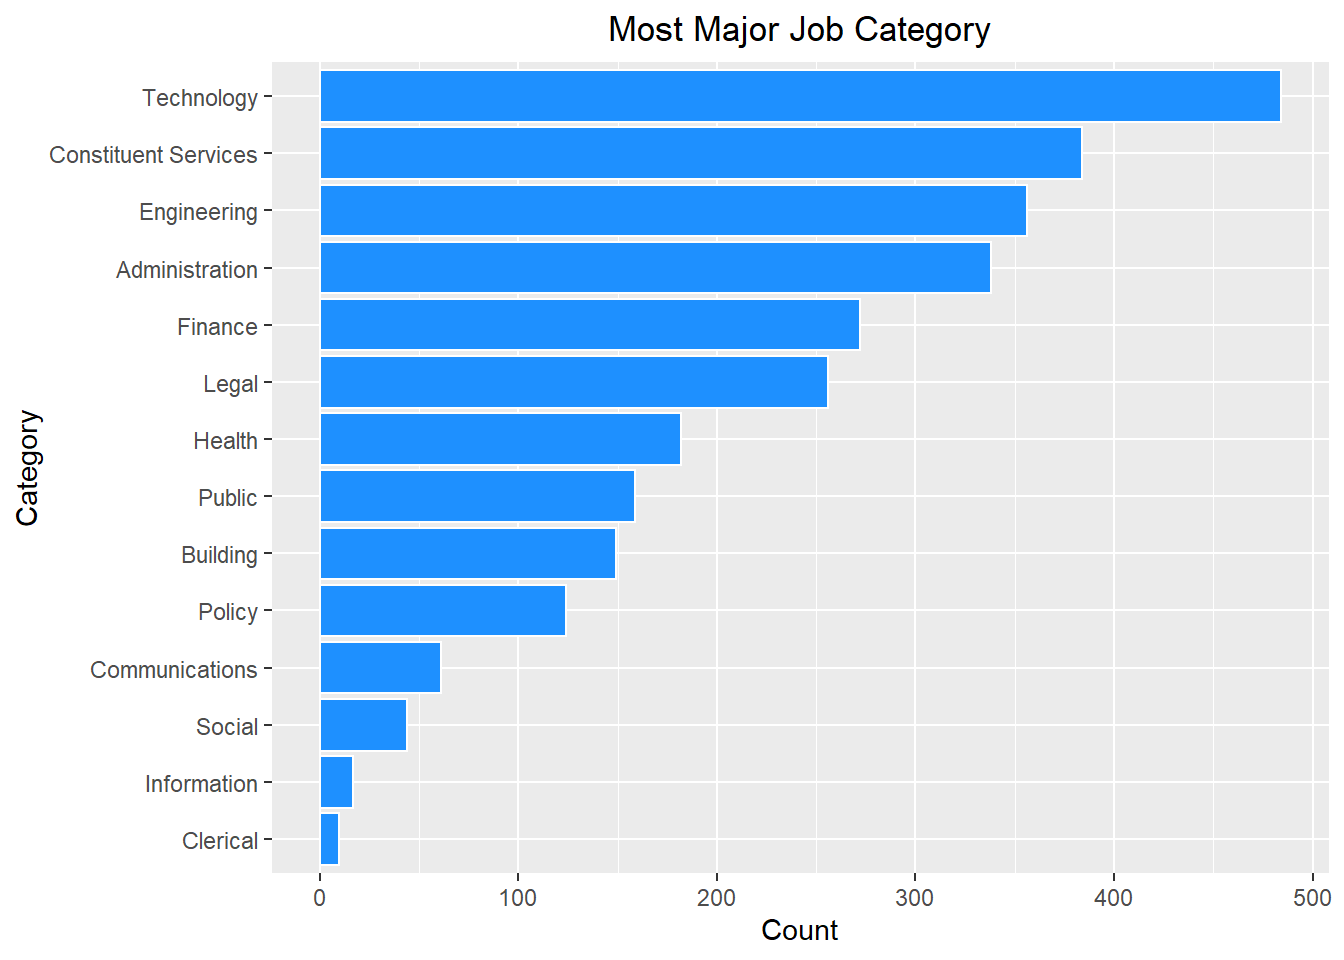 Most Major Job Category
Category
Technology
Constituent Services
Engineering
Administration
Finance
Legal
Health
Public
Building
Policy
Communications
Social
Information
Clerical
0 100 200 300 400 500
Count